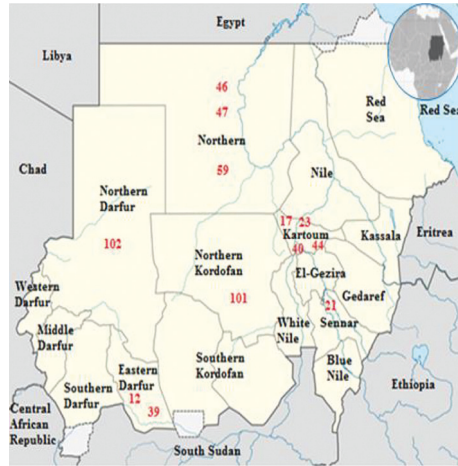 Egypt
Libya
46
47
Red
Sea
Red Sea
Northern
Chad
59
Nile
Northern
Darfur
17 23
Kartoum
Kassala
Eritrea
102
40
44
Northern
Kordofan
El-Gezira
101
Gedaref
Western
Darfur
21
White
Nile
Sennar
Middle
Darfur
Eastern
Darfur
Southern
Kordofan
Blue
Nile
Southern
Darfur
12
39
Ethiopia
Central
African
Republic
South Sudan